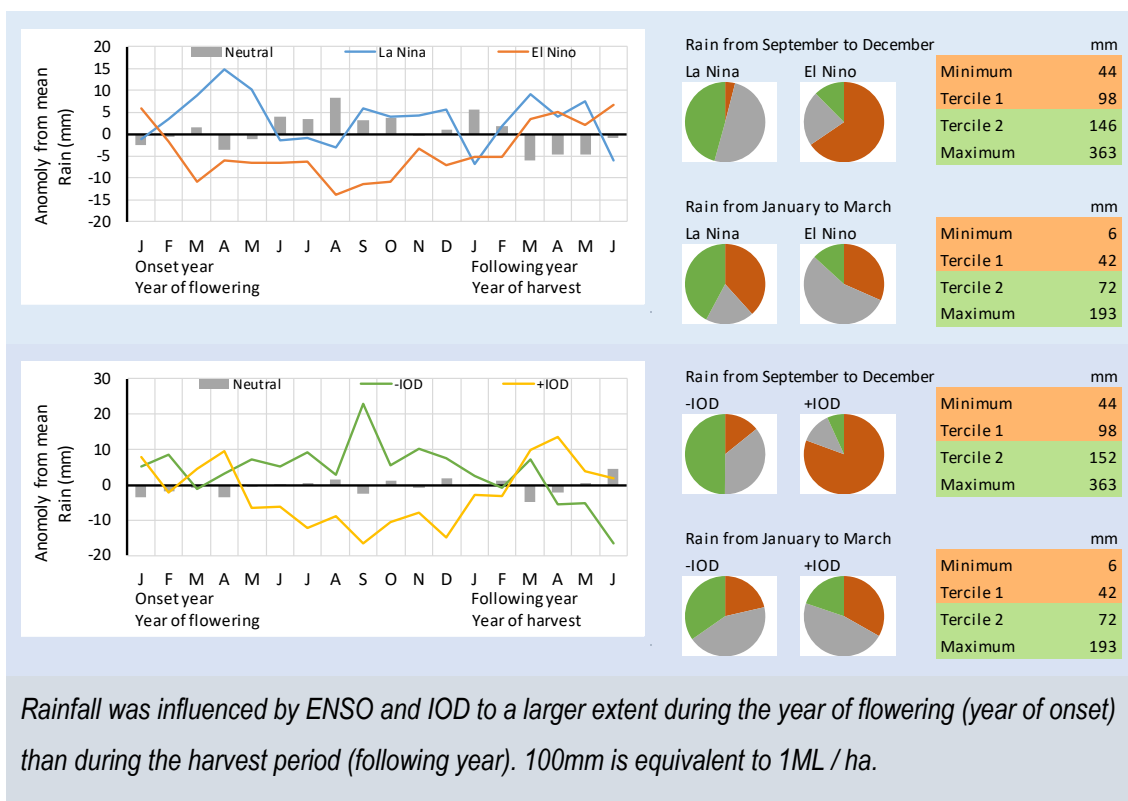 20
15
10
5
0
-5
-10
-15
-20
Anomoly from mean
Rain (mm)
Neutral La Nina El Nino
J F M A M J J A S O N D J F M A M J
Onset year Following year
Year of flowering Year of harvest
Rain from September to December mm
La Nina El Nino
Minimum 44
Tercile 1 98
Tercile 2 146
Maximum 363
Rain from January to March mm
La Nina El Nino
Minimum 6
Tercile 1 42
Tercile 2 72
Maximum 193
30
20
10
0
-10
-20
Anomoly from mean
Rain (mm)
Neutral -IOD +IOD
J F M A M J J A S O N D J F M A M J
Onset year Following year
Year of flowering Year of harvest
Rain from September to December mm
-IOD +IOD
Minimum 44
Tercile 1 98
Tercile 2 152
Maximum 363
Rain from January to March mm
-IOD +IOD
Minimum 6
Tercile 1 42
Tercile 2 72
Maximum 193
Rainfall was influenced by ENSO and IOD to a larger extent during the year of flowering (year of onset)
than during the harvest period (following year). 100mm is equivalent to 1ML / ha.